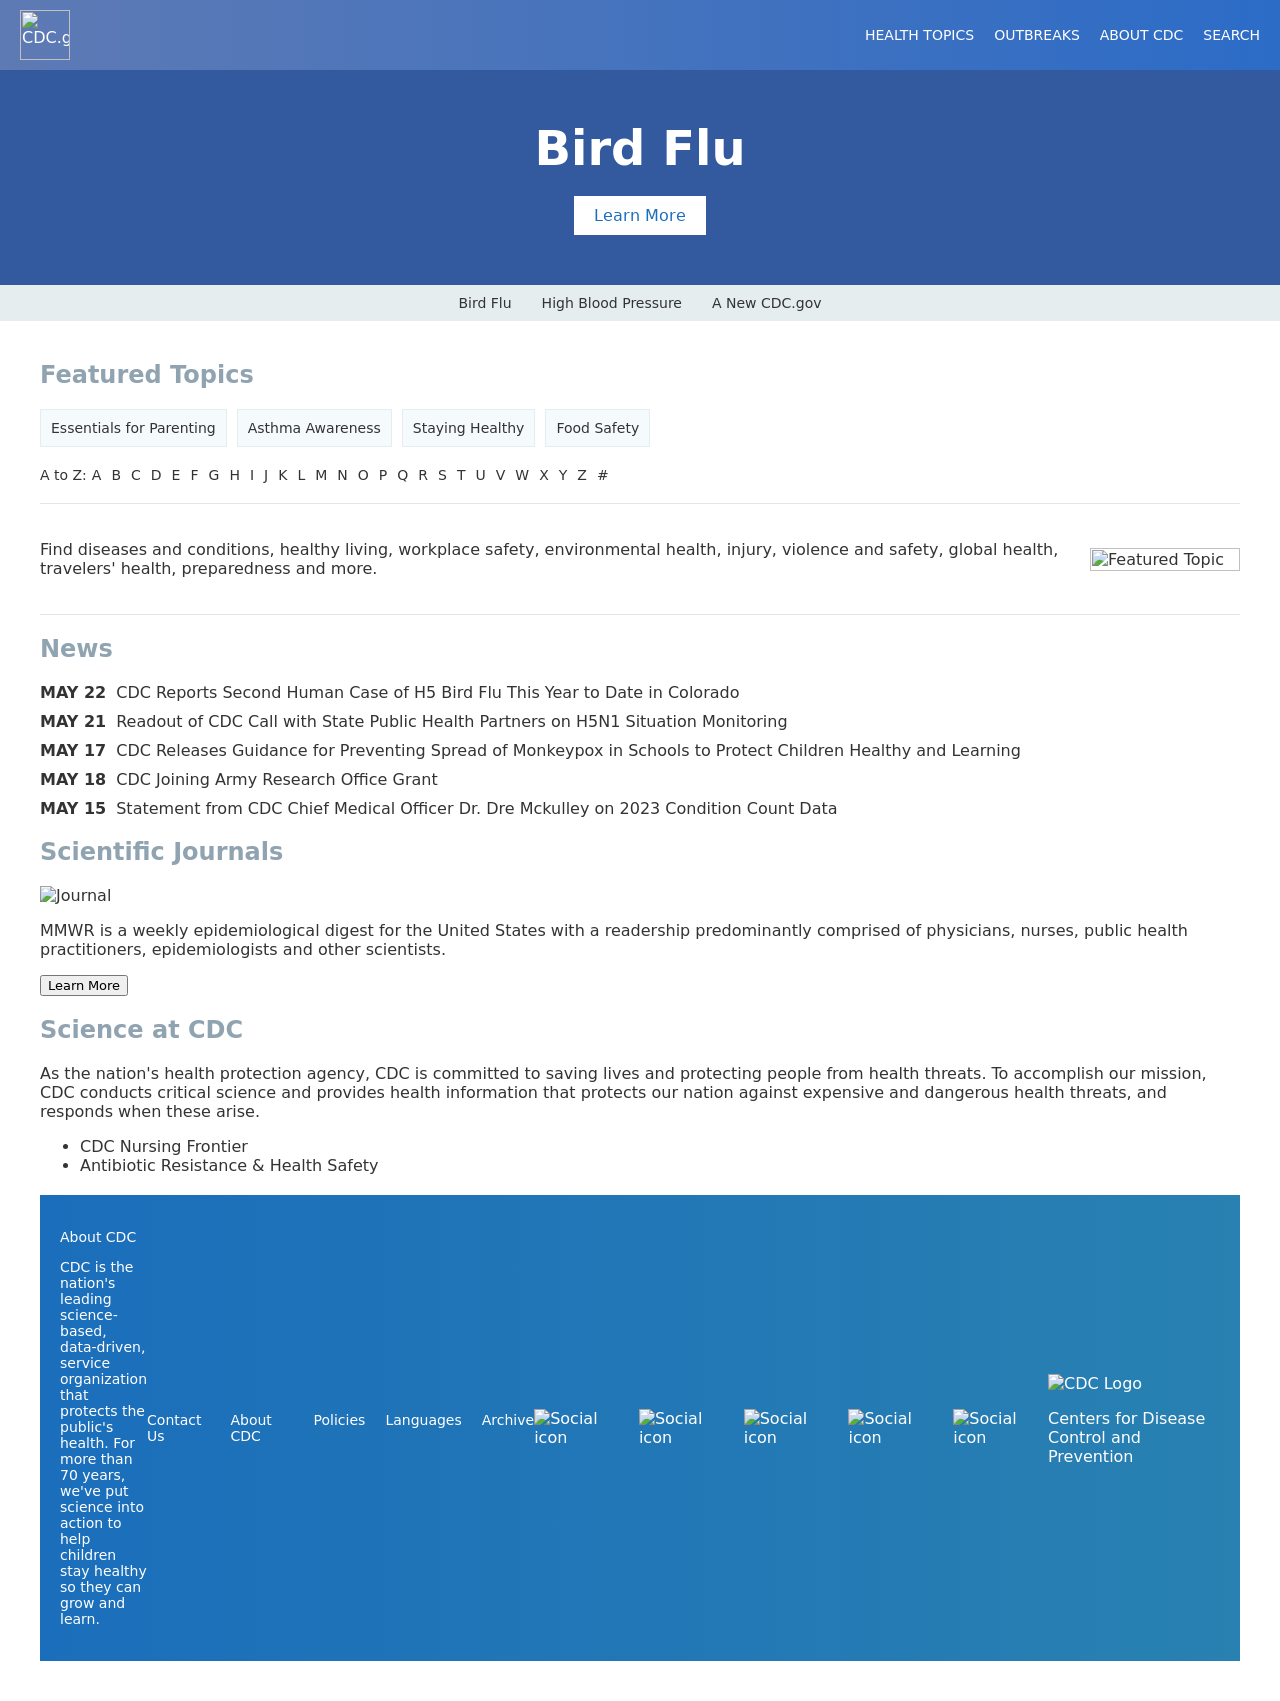 CDC.g
HEALTH TOPICS OUTBREAKS ABOUT CDC SEARCH
Bird Flu
Learn More
Bird Flu High Blood Pressure A New CDC.gov
Featured Topics
Essentials for Parenting Asthma Awareness Staying Healthy Food Safety
A to Z: A B C D E F G H I J K L M N O P Q R S T U V W X Y Z #
Find diseases and conditions, healthy living, workplace safety, environmental health, injury, violence and safety, global health,
travelers' health, preparedness and more.
Featured Topic
News
MAY 22 CDC Reports Second Human Case of H5 Bird Flu This Year to Date in Colorado
MAY 21 Readout of CDC Call with State Public Health Partners on H5N1 Situation Monitoring
MAY 17 CDC Releases Guidance for Preventing Spread of Monkeypox in Schools to Protect Children Healthy and Learning
MAY 18 CDC Joining Army Research Office Grant
MAY 15 Statement from CDC Chief Medical Officer Dr. Dre Mckulley on 2023 Condition Count Data
Scientific Journals
Journal
MMWR is a weekly epidemiological digest for the United States with a readership predominantly comprised of physicians, nurses, public health
practitioners, epidemiologists and other scientists.
Learn More
Science at CDC
As the nation's health protection agency, CDC is committed to saving lives and protecting people from health threats. To accomplish our mission,
CDC conducts critical science and provides health information that protects our nation against expensive and dangerous health threats, and
responds when these arise.
• CDC Nursing Frontier
• Antibiotic Resistance & Health Safety
About CDC
CDC is the
nation's
leading
science-
based,
data-driven,
service
organization
that
protects the
public's
health. For
more than
70 years,
we've put
science into
action to
help
children
stay healthy
so they can
grow and
learn.
Contact
Us
About
CDC
Policies
Languages
Archive
Social
icon
Social
icon
Social
icon
Social
icon
Social
icon
CDC Logo
Centers for Disease
Control and
Prevention